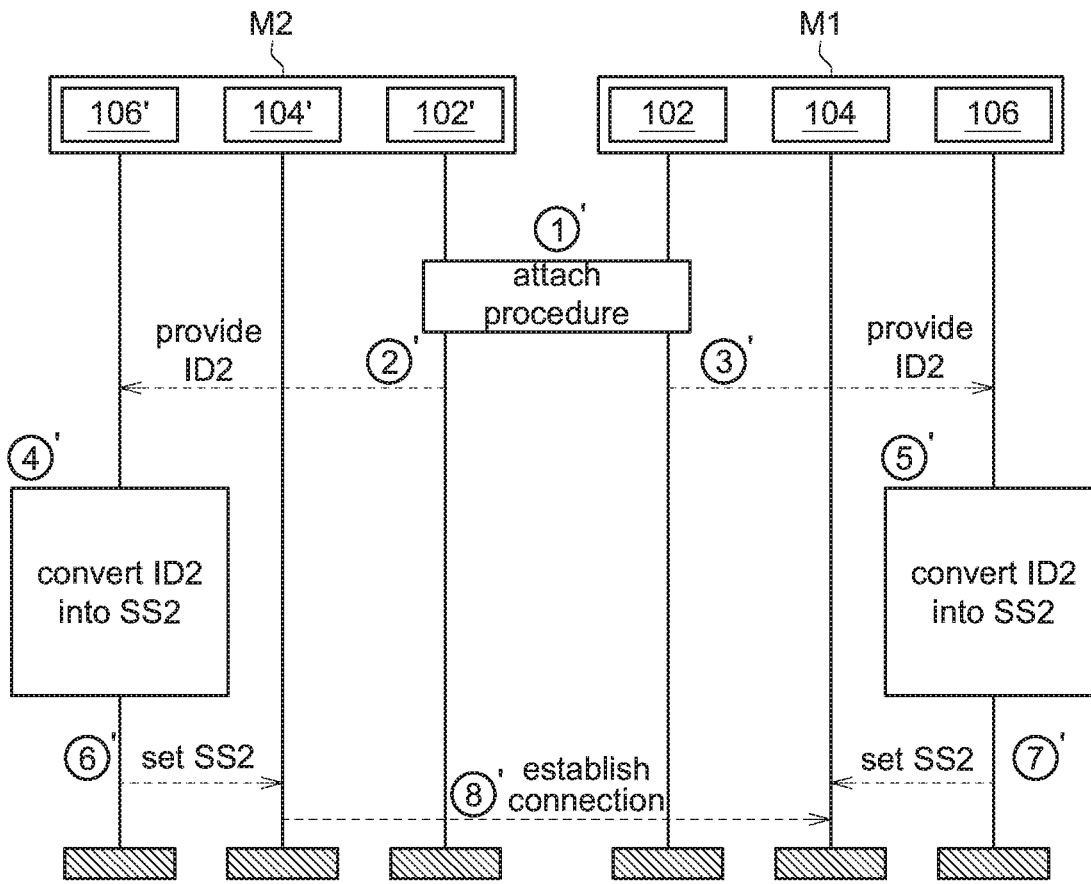 M2
M1
106'
104'
102'
102
104
106
1'
attach
procedure
provide
ID2
2'
3'
provide
ID2
4'
5'
convert ID2
into SS2
convert ID2
into SS2
6'
set SS2
8'
establish
connection
set SS2
7'